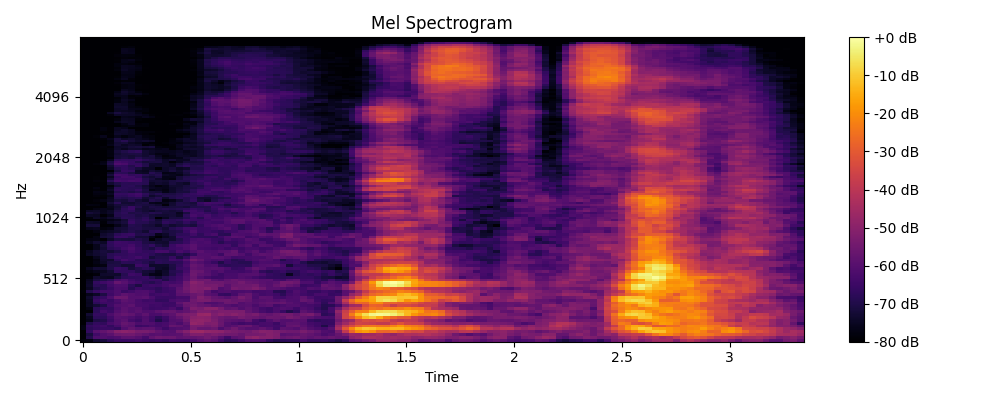 Mel Spectrogram
Hz
4096
2048
1024
512
0
0
0.5
1
1.5
2
2.5
3
Time
+0 dB
-10 dB
-20 dB
-30 dB
-40 dB
-50 dB
-60 dB
-70 dB
-80 dB